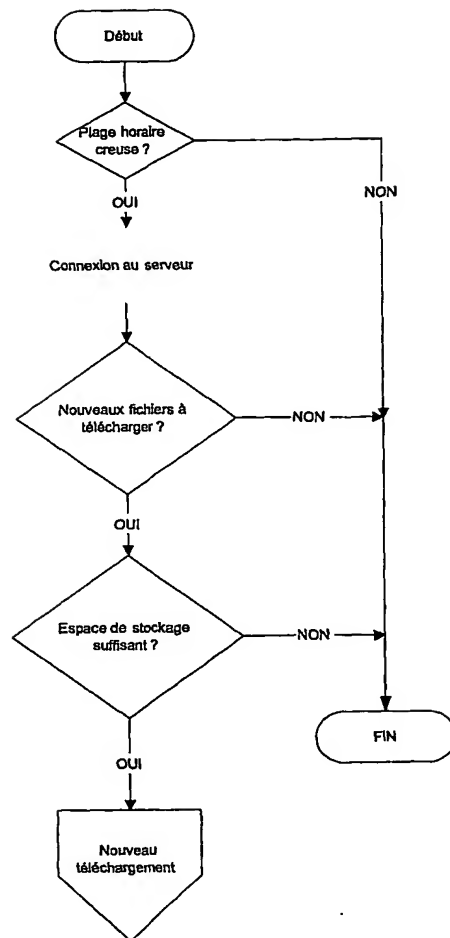 Début
Plage horaire
creuse ?
NON
OUI
Connexion au serveur
Nouveaux fichiers à
télécharger ?
NON
OUI
Espace de stockage
suffisant ?
NON
FIN
OUI
Nouveau
téléchargement